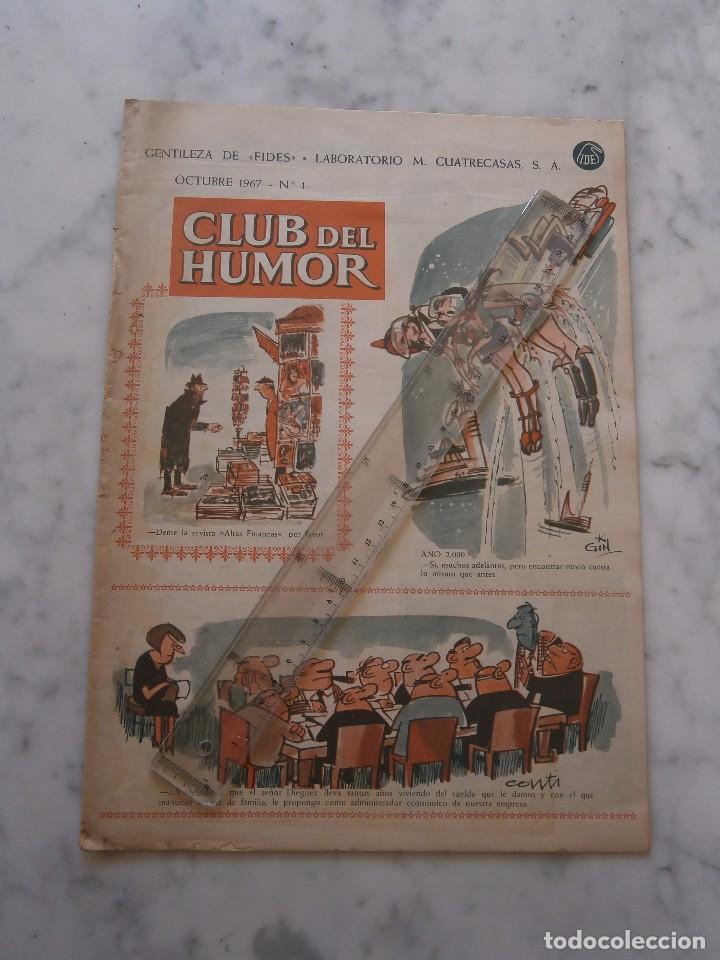 GENTILEZA DE «FIDES» • LABORATORIO M. CUATRECASAS, S. A.
OCTUBRE 1967 - N.º 1
CLUB DEL
HUMOR
—Deme la revista «Altas Finanzas», por favor.
GIN
AÑO 2.000
—Sí, muchos adelantos, pero encontrar novio cuesta
lo mismo que antes.
conti
que el señor Dieguez lleva tantos años viviendo del sueldo que le damos y con el que
mantiene de familia, le propongo como administrador económico de nuestra empresa.
todocoleccion